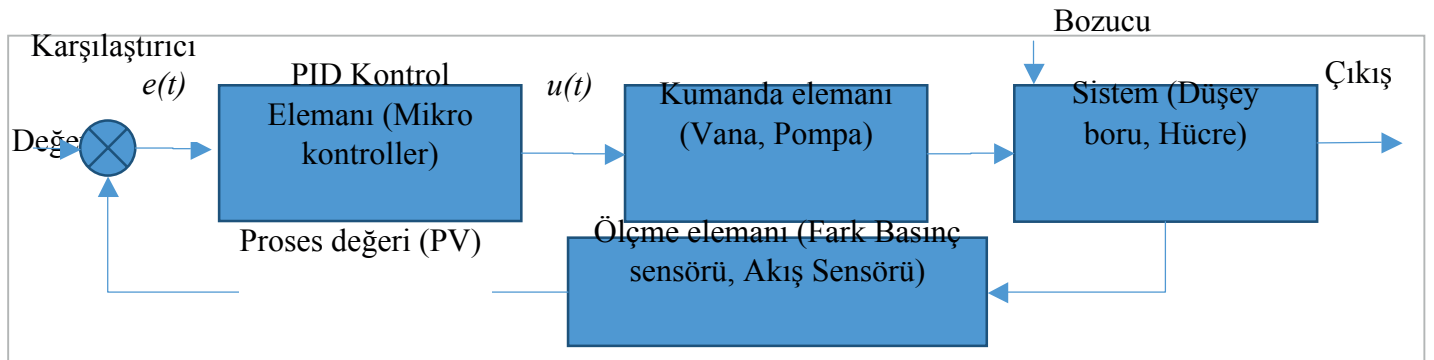 Bozucu
Karşılaştırıcı
e(t)
PID Kontrol
Elemanı (Mikro
kontroller)
u(t)
Kumanda elemanı
(Vana, Pompa)
Sistem (Düşey
boru, Hücre)
Çıkış
Proses değeri (PV)
Ölçme elemanı (Fark Basınç
sensörü, Akış Sensörü)